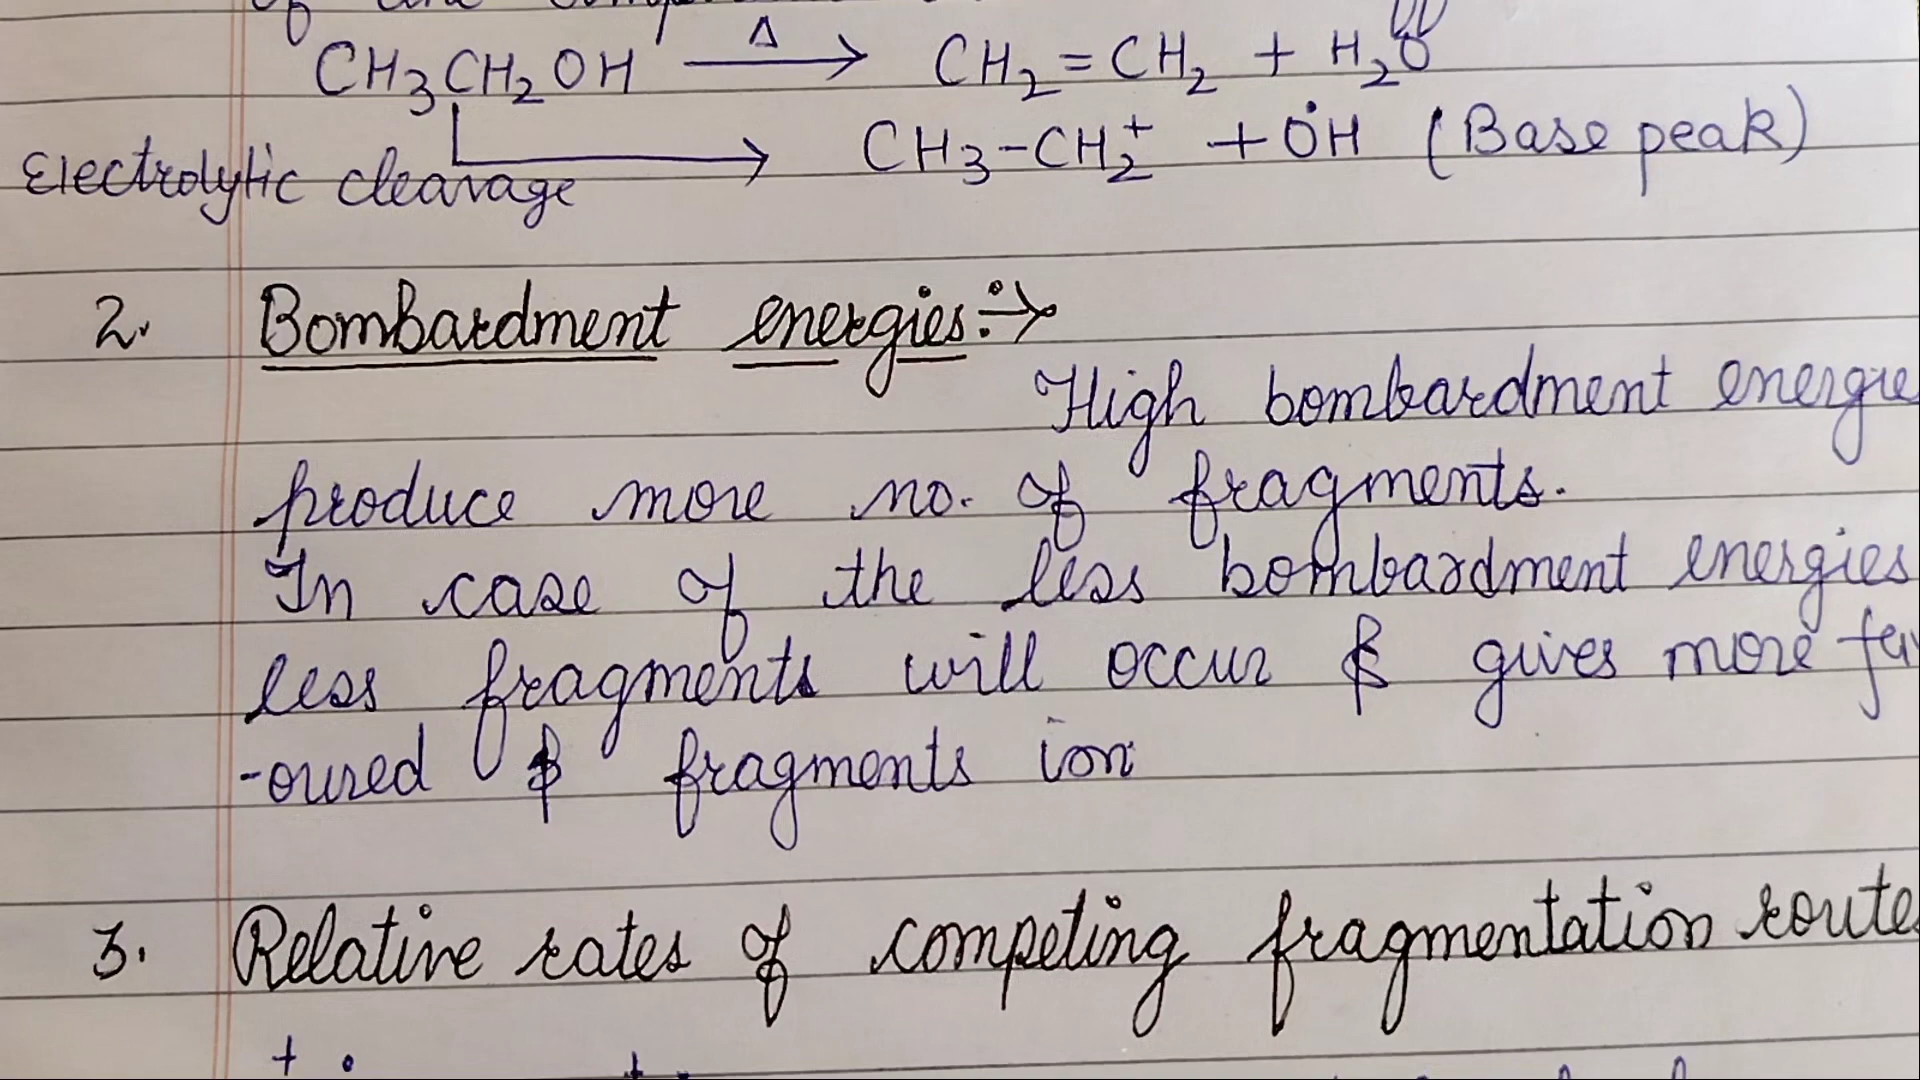 of the
CH3CH2OH —Δ→ CH2=CH2 + H2O
Electrolytic cleavage → CH3-CH2+ + ȮH (Base peak)
2. Bombardment energies:→
High bombardment energie
produce more no. of fragments.
In case of the less bombardment energies
less fragments will occur & gives more
-oured & fragments ion
3. Relative rates of competing fragmentation route